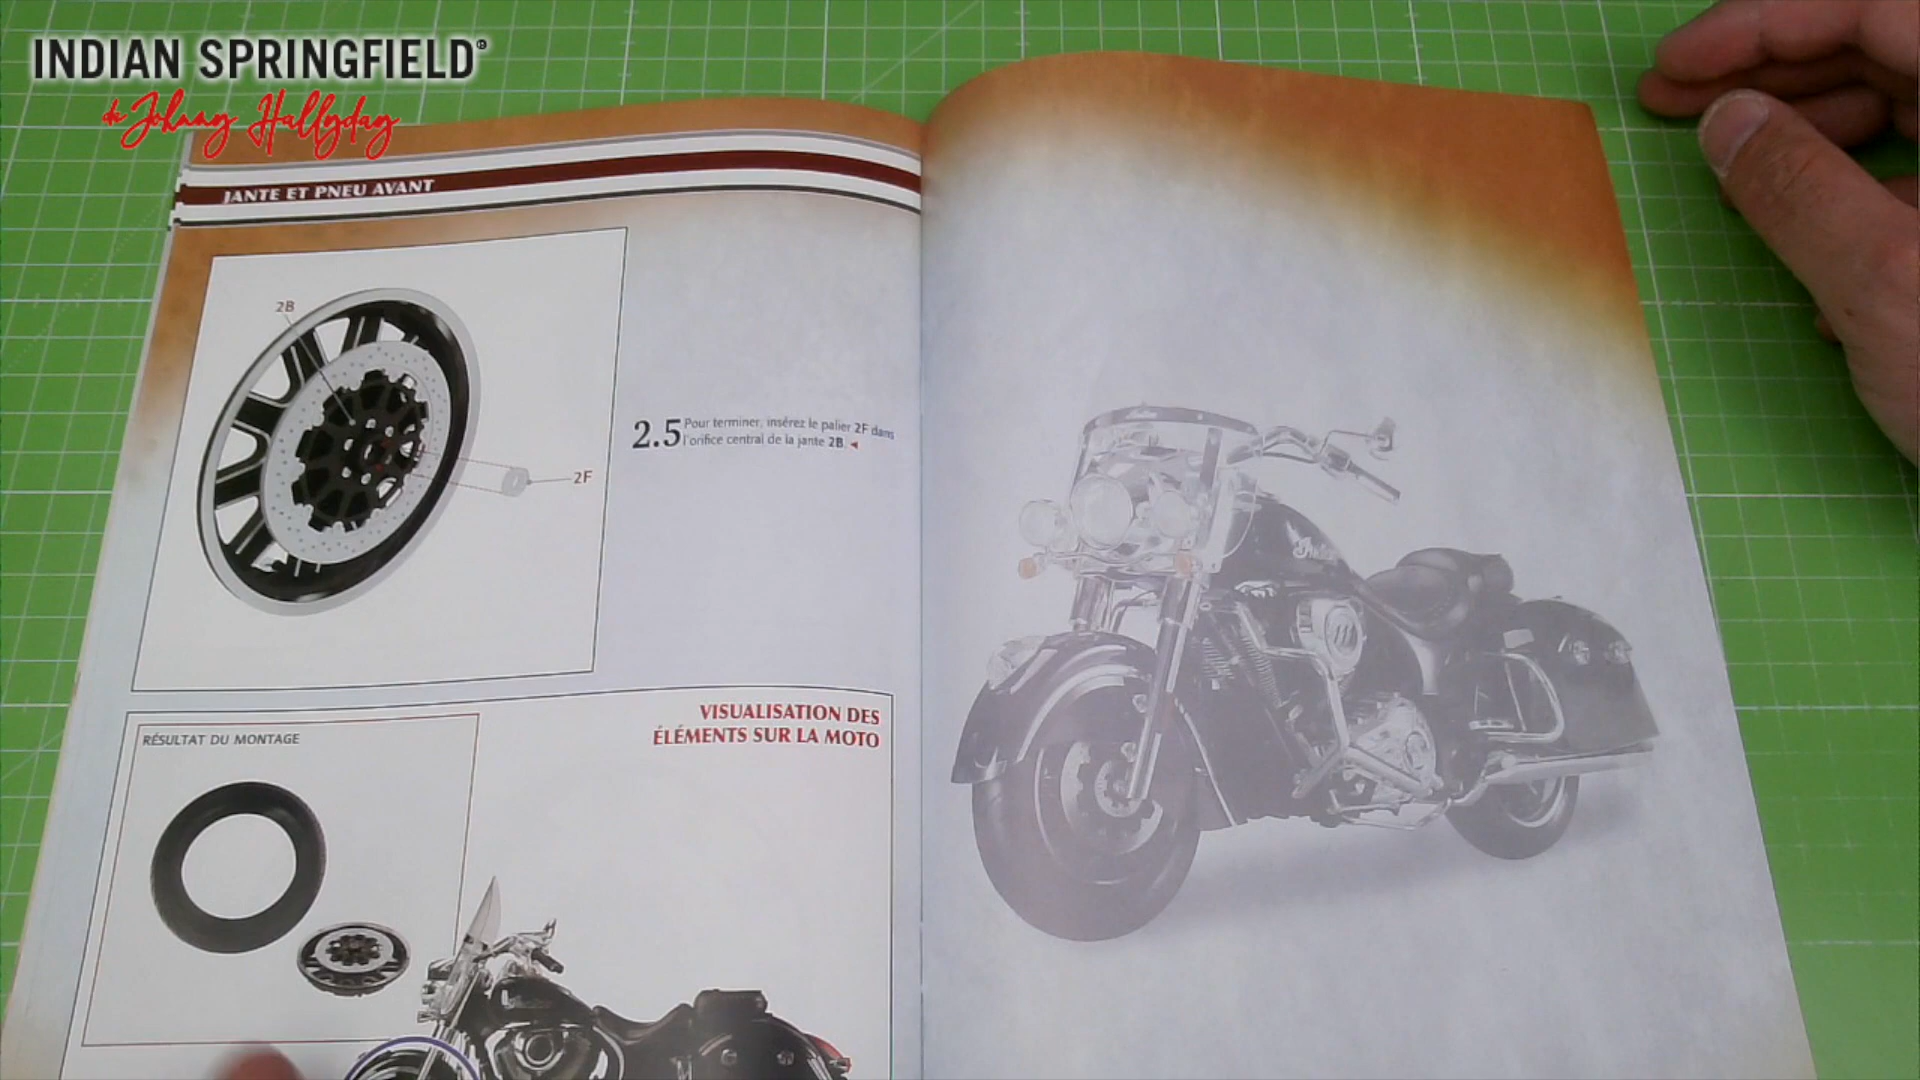 INDIAN SPRINGFIELD®
de Johnny Hallyday
JANTE ET PNEU AVANT
2B
2F
2.5 Pour terminer, insérez le palier 2F dans
l'orifice central de la jante 2B.
VISUALISATION DES
ÉLÉMENTS SUR LA MOTO
RÉSULTAT DU MONTAGE
Indian